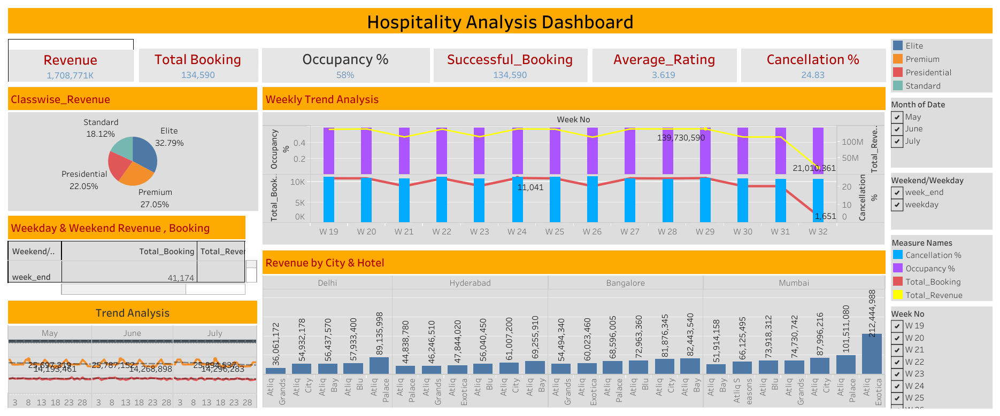 Hospitality Analysis Dashboard
Revenue
1,708,771K
Total Booking
134,590
Occupancy %
58%
Successful_Booking
134,590
Average_Rating
3.619
Cancellation %
24.83
Elite
Premium
Presidential
Standard
Month of Date
May
June
July
Weekend/Weekday
week_end
weekday
Measure Names
Cancellation %
Occupancy %
Total_Booking
Total_Revenue
Week No
W 19
W 20
W 21
W 22
W 23
W 24
W 25
Classwise_Revenue
Standard
18.12%
Elite
32.79%
Presidential
22.05%
Premium
27.05%
Weekday & Weekend Revenue , Booking
Weekend/.. Total_Booking Total_Rever
week_end 41,174
Trend Analysis
May June July
25,697,319 25,787,152 25,894,537
14,195,461 14,268,898 14,296,283
3 8 13 18 23 28 3 8 13 18 23 28 3 8 13 18 23 28
Weekly Trend Analysis
Week No
Occupancy
%
0.4
0.2
Total_Book..
10K
5K
0K
139,730,590
21,010,361
11,041
1,651
100M
50M
Total_Reve..
20
10
0
Cancellation
%
W 19 W 20 W 21 W 22 W 23 W 24 W 25 W 26 W 27 W 28 W 29 W 30 W 31 W 32
Revenue by City & Hotel
Delhi Hyderabad Bangalore Mumbai
36,061,172
54,932,178
56,437,570
57,933,400
89,135,998
44,838,780
46,246,510
47,844,020
56,040,450
61,007,200
69,255,910
54,494,340
60,023,460
68,596,005
72,963,360
81,876,345
82,443,540
51,914,158
66,125,495
73,918,312
74,730,742
87,996,216
101,511,080
212,444,988
Atliq
Grands
Atliq
City
Atliq
Bay
Atliq
Blu
Atliq
Palace
Atliq
Palace
Atliq
Grands
Atliq
Exotica
Atliq
Blu
Atliq
City
Atliq
Bay
Atliq
Grands
Atliq
Exotica
Atliq
Palace
Atliq
Blu
Atliq
City
Atliq
Bay
Atliq
Bay
Atliq S
easons
Atliq
Blu
Atliq
Grands
Atliq
City
Atliq
Palace
Atliq
Exotica